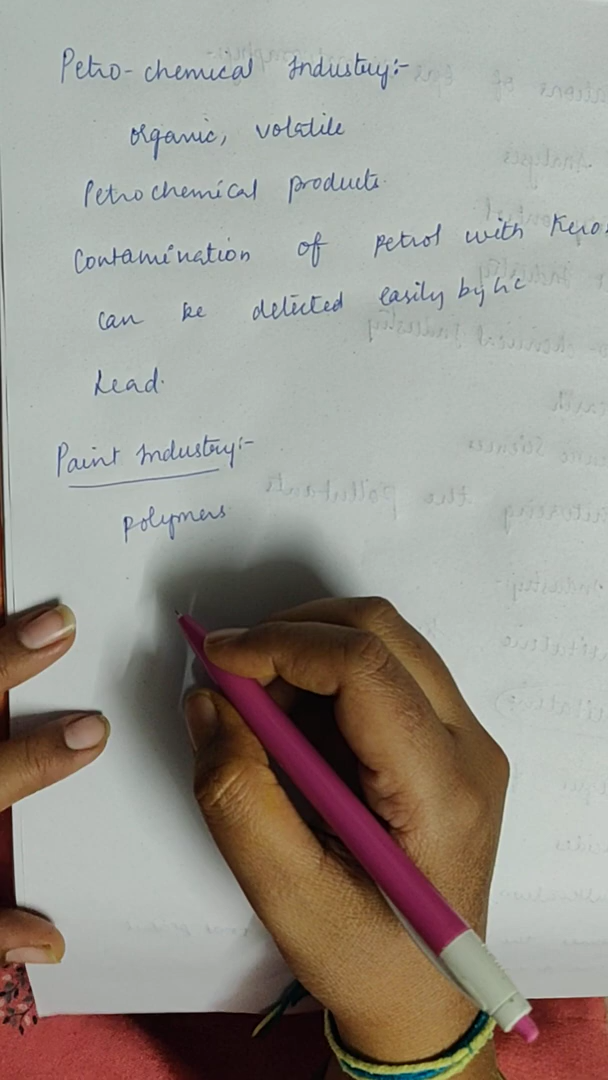 Petro-chemical Industry:-
organic, volatile
Petrochemical products.
Contamination of petrol with Kero
can be detected easily by
Lead.
Paint Industry:-
polymers